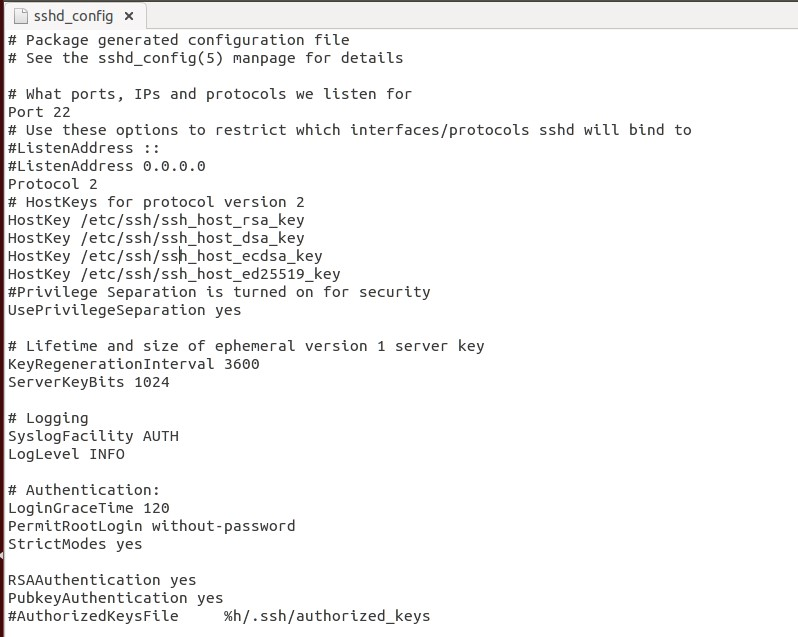 sshd_config ×
# Package generated configuration file
# See the sshd_config(5) manpage for details
# What ports, IPs and protocols we listen for
Port 22
# Use these options to restrict which interfaces/protocols sshd will bind to
#ListenAddress ::
#ListenAddress 0.0.0.0
Protocol 2
# HostKeys for protocol version 2
HostKey /etc/ssh/ssh_host_rsa_key
HostKey /etc/ssh/ssh_host_dsa_key
HostKey /etc/ssh/ssh_host_ecdsa_key
HostKey /etc/ssh/ssh_host_ed25519_key
#Privilege Separation is turned on for security
UsePrivilegeSeparation yes
# Lifetime and size of ephemeral version 1 server key
KeyRegenerationInterval 3600
ServerKeyBits 1024
# Logging
SyslogFacility AUTH
LogLevel INFO
# Authentication:
LoginGraceTime 120
PermitRootLogin without-password
StrictModes yes
RSAAuthentication yes
PubkeyAuthentication yes
#AuthorizedKeysFile     %h/.ssh/authorized_keys